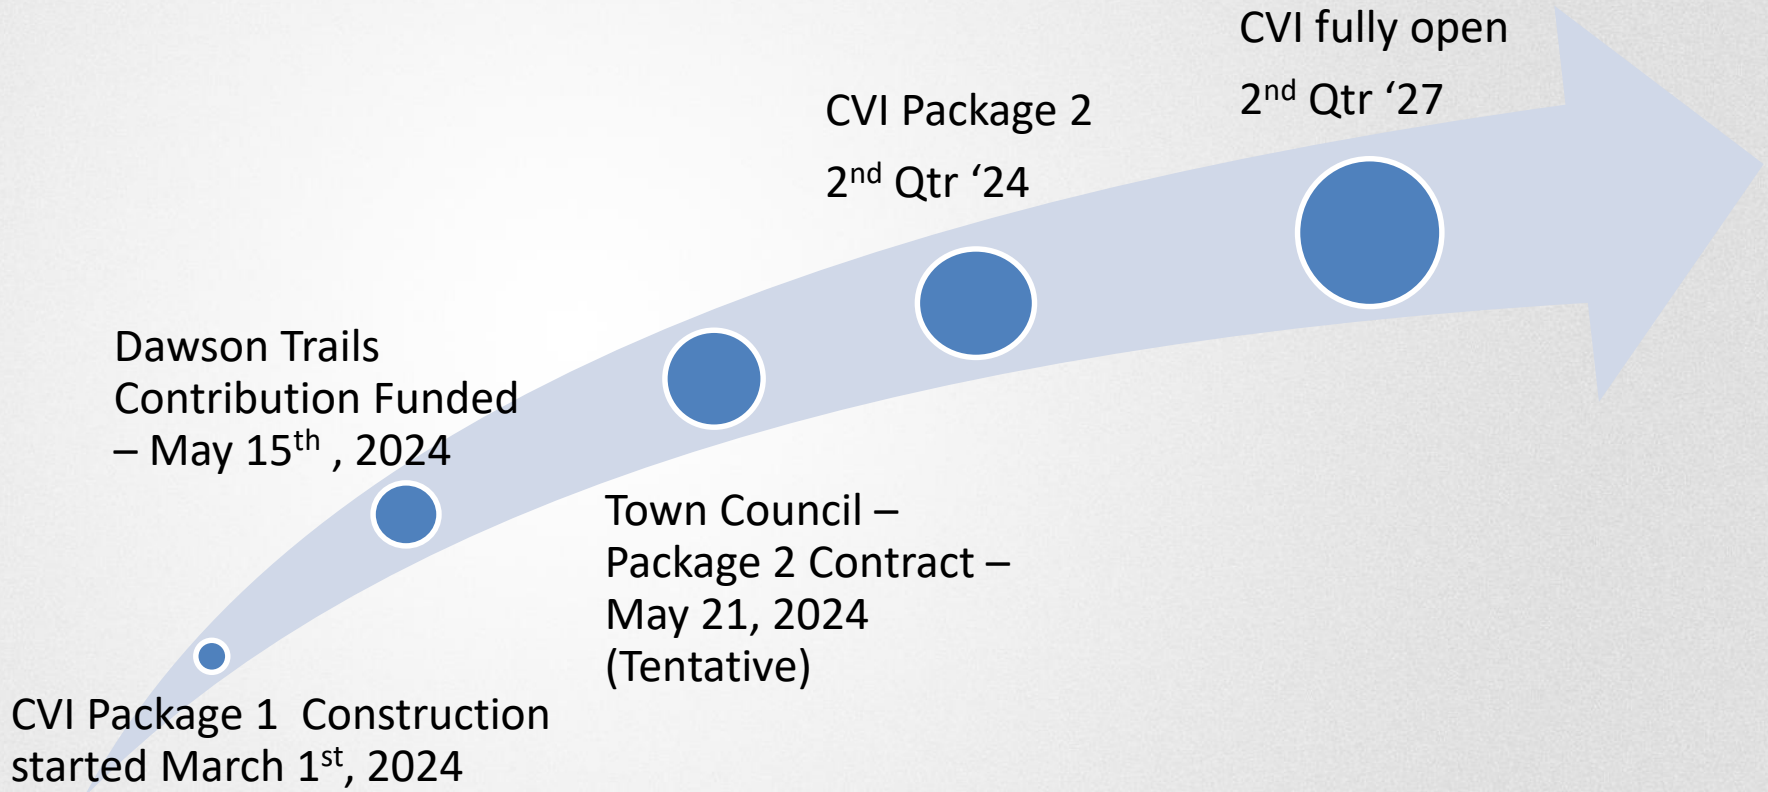 CVI Package 1  Construction
started March 1st, 2024
Dawson Trails
Contribution Funded
– May 15th , 2024
Town Council –
Package 2 Contract –
May 21, 2024
(Tentative)
CVI Package 2
2nd Qtr ‘24
CVI fully open
2nd Qtr ‘27